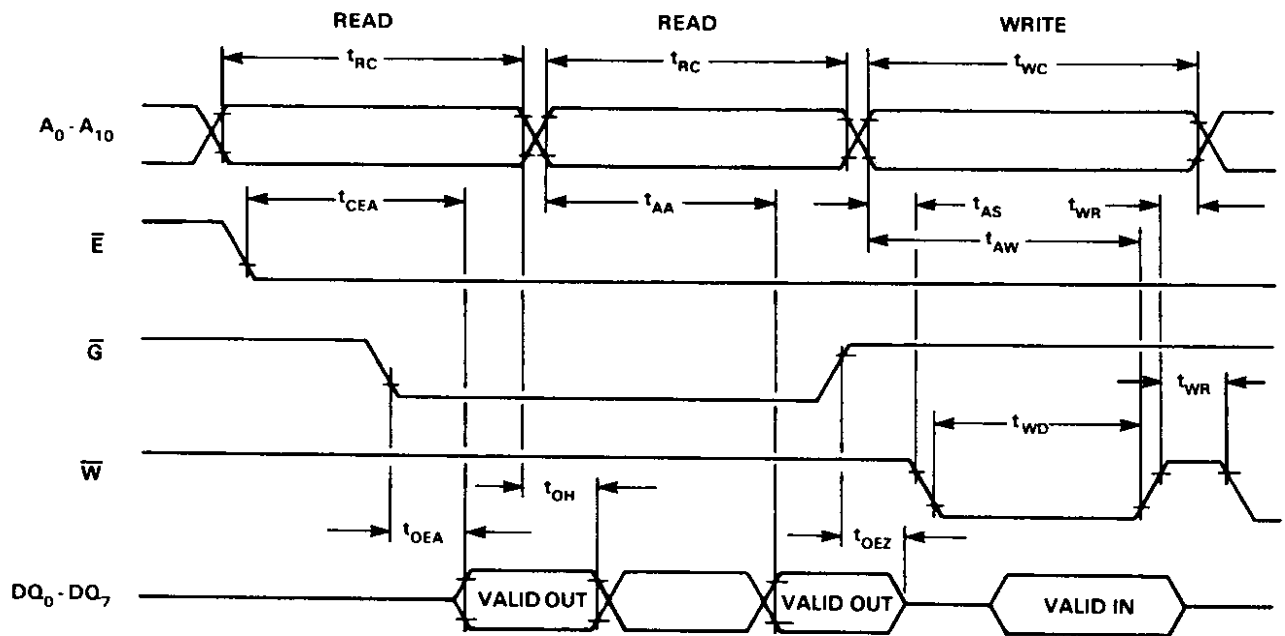 READ READ WRITE
tRC tRC tWC
A0 - A10
tCEA tAA tAS tWR
E̅ tAW
G̅
tWR
tWD
W̅
tOH
tOEA tOEZ
DQ0 - DQ7 VALID OUT VALID OUT VALID IN